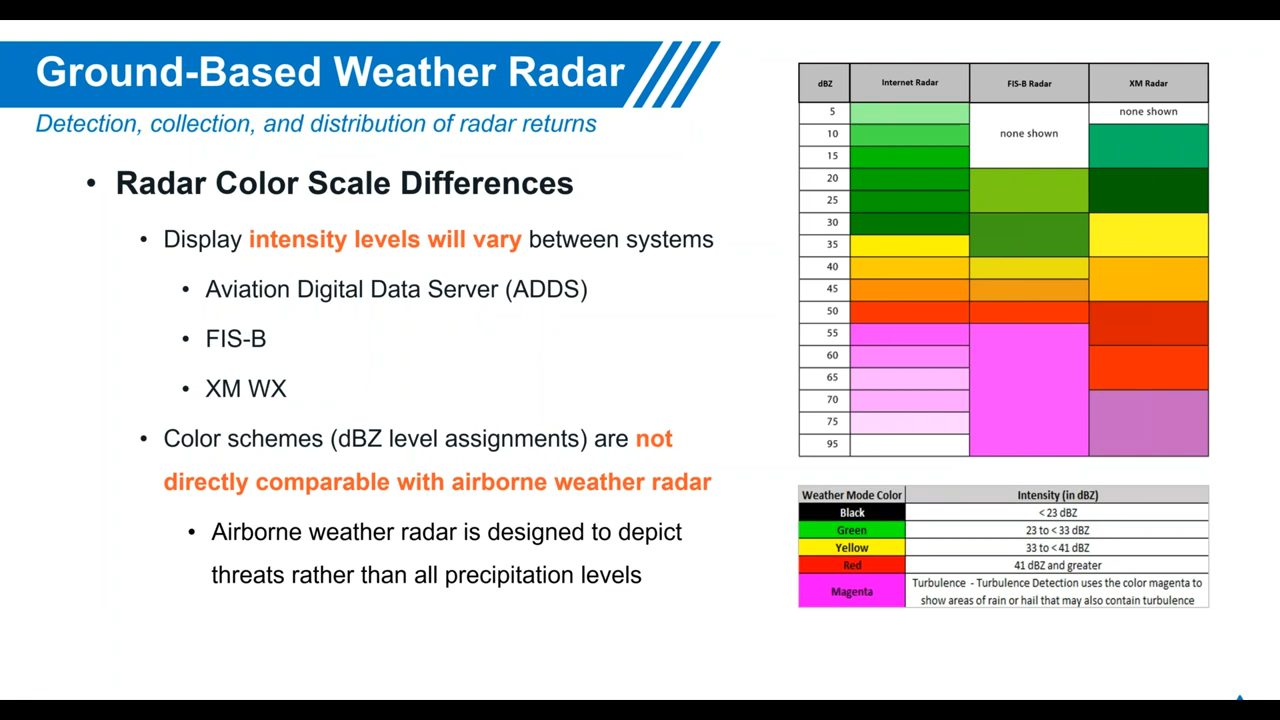 Ground-Based Weather Radar
Detection, collection, and distribution of radar returns
• Radar Color Scale Differences
• Display intensity levels will vary between systems
• Aviation Digital Data Server (ADDS)
• FIS-B
• XM WX
• Color schemes (dBZ level assignments) are not
directly comparable with airborne weather radar
• Airborne weather radar is designed to depict
threats rather than all precipitation levels
dBZ Internet Radar FIS-B Radar XM Radar
5 none shown
10 none shown
15
20
25
30
35
40
45
50
55
60
65
70
75
95
Weather Mode Color Intensity (in dBZ)
Black < 23 dBZ
Green 23 to < 33 dBZ
Yellow 33 to < 41 dBZ
Red 41 dBZ and greater
Magenta Turbulence - Turbulence Detection uses the color magenta to
show areas of rain or hail that may also contain turbulence